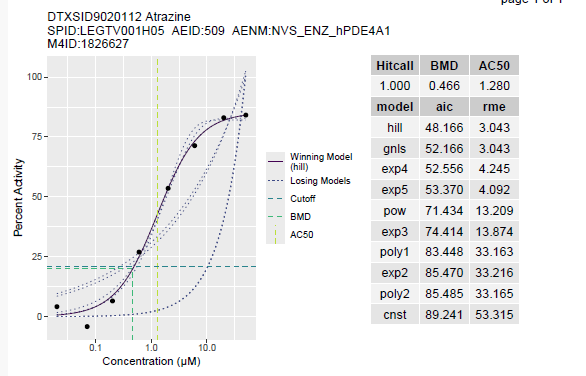 DTXSID9020112 Atrazine
SPID:LEGTV001H05 AEID:509 AENM:NVS_ENZ_hPDE4A1
M4ID:1826627
Percent Activity
100
75
50
25
0
0.1 1.0 10.0
Concentration (µM)
Winning Model
(hill)
Losing Models
Cutoff
BMD
AC50
Hitcall BMD AC50
1.000 0.466 1.280
model aic rme
hill 48.166 3.043
gnls 52.166 3.043
exp4 52.556 4.245
exp5 53.370 4.092
pow 71.434 13.209
exp3 74.414 13.874
poly1 83.448 33.163
exp2 85.470 33.216
poly2 85.485 33.165
cnst 89.241 53.315